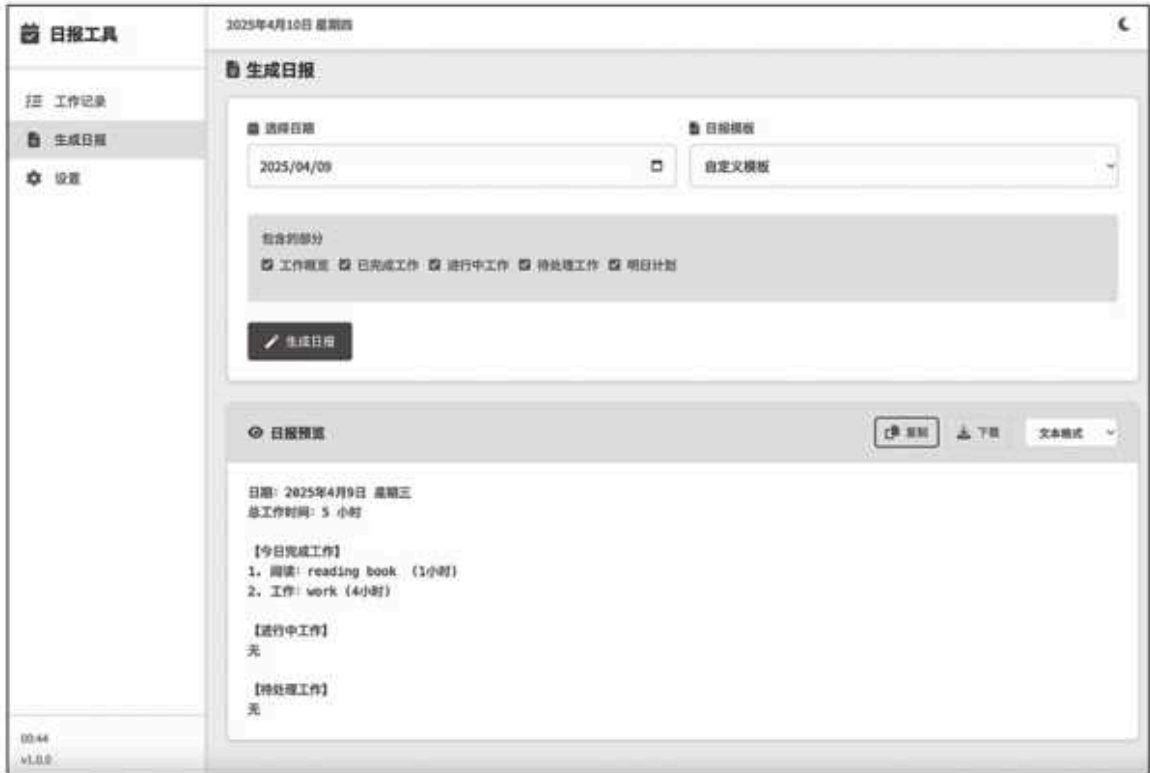 日报工具
2025年4月10日 星期四
生成日报
工作记录
生成日报
设置
选择日期
日报模板
2025/04/09
自定义模板
包含的部分
工作概览 已完成工作 进行中工作 待处理工作 明日计划
生成日报
日报预览
复制 下载 文本格式
日期: 2025年4月9日 星期三
总工作时间: 5 小时
【今日完成工作】
1. 阅读: reading book (1小时)
2. 工作: work (4小时)
【进行中工作】
无
【待处理工作】
无
00:44
v1.0.0